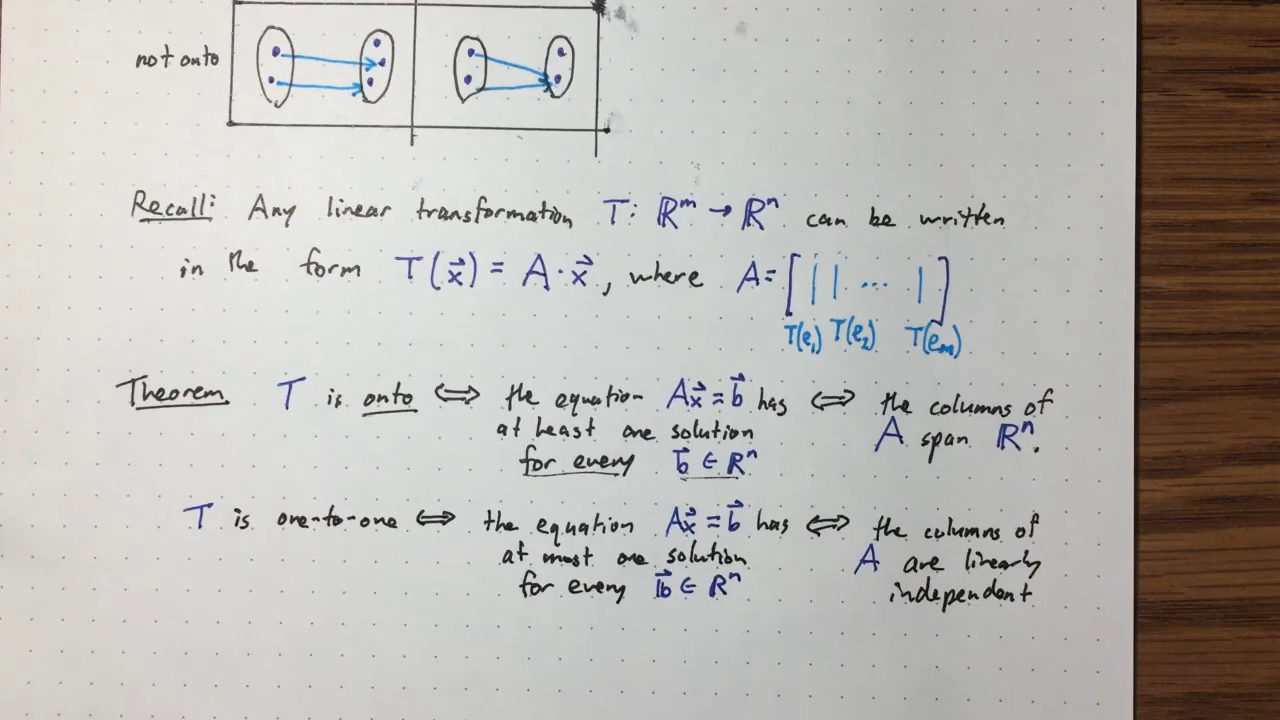 not onto
Recall: Any linear transformation T: ℝᵐ → ℝⁿ can be written
in the form T(x⃗) = A·x⃗, where A = [ | | ... | ]
T(e₁) T(e₂) T(eₘ)
Theorem T is onto ⟺ the equation Ax⃗ = b⃗ has ⟺ the columns of
at least one solution A span ℝⁿ.
for every b⃗ ∈ ℝⁿ
T is one-to-one ⟺ the equation Ax⃗ = b⃗ has ⟺ the columns of
at most one solution A are linearly
for every b⃗ ∈ ℝⁿ independent